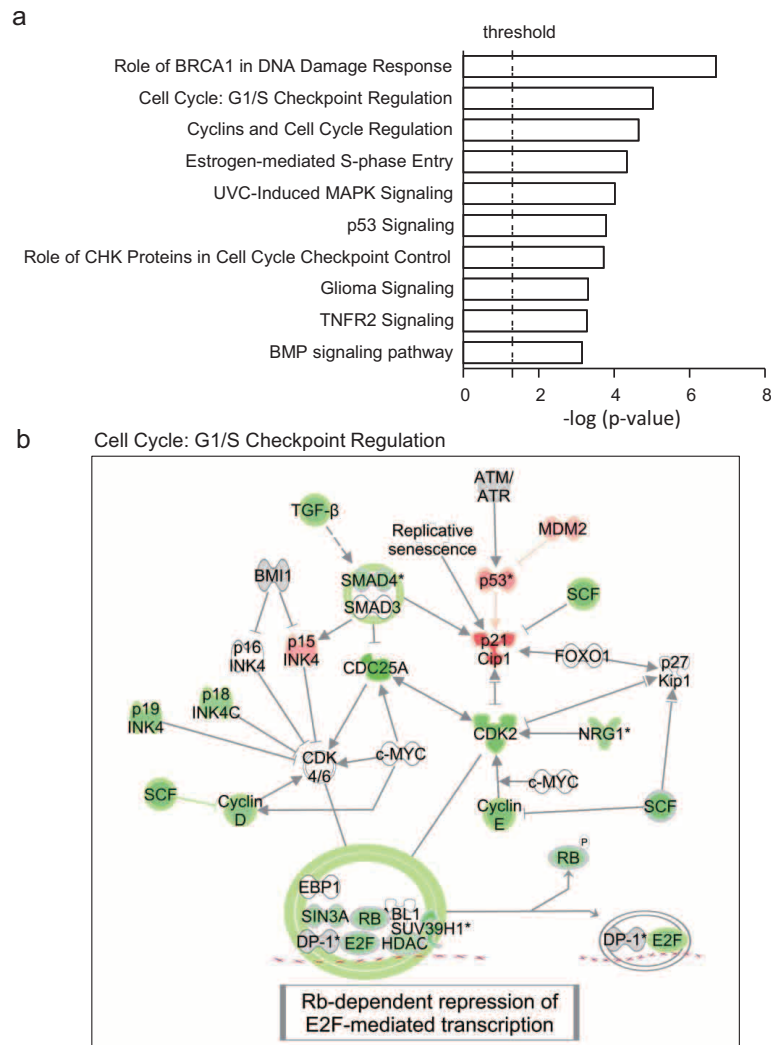 a
threshold
Role of BRCA1 in DNA Damage Response
Cell Cycle: G1/S Checkpoint Regulation
Cyclins and Cell Cycle Regulation
Estrogen-mediated S-phase Entry
UVC-Induced MAPK Signaling
p53 Signaling
Role of CHK Proteins in Cell Cycle Checkpoint Control
Glioma Signaling
TNFR2 Signaling
BMP signaling pathway
0 2 4 6 8
-log (p-value)
b Cell Cycle: G1/S Checkpoint Regulation
ATM/
ATR
TGF-β
Replicative
senescence
MDM2
BMI1
SMAD4*
p53*
SMAD3
SCF
p16
INK4
p15
INK4
p21
Cip1
FOXO1
p27
Kip1
CDC25A
p18
INK4C
p19
INK4
CDK2
NRG1*
CDK
4/6
c-MYC
c-MYC
SCF
Cyclin
D
Cyclin
E
SCF
P
RB
EBP1
SIN3A
RB
*BL1
SUV39H1*
DP-1*
E2F
HDAC
DP-1*
E2F
Rb-dependent repression of
E2F-mediated transcription